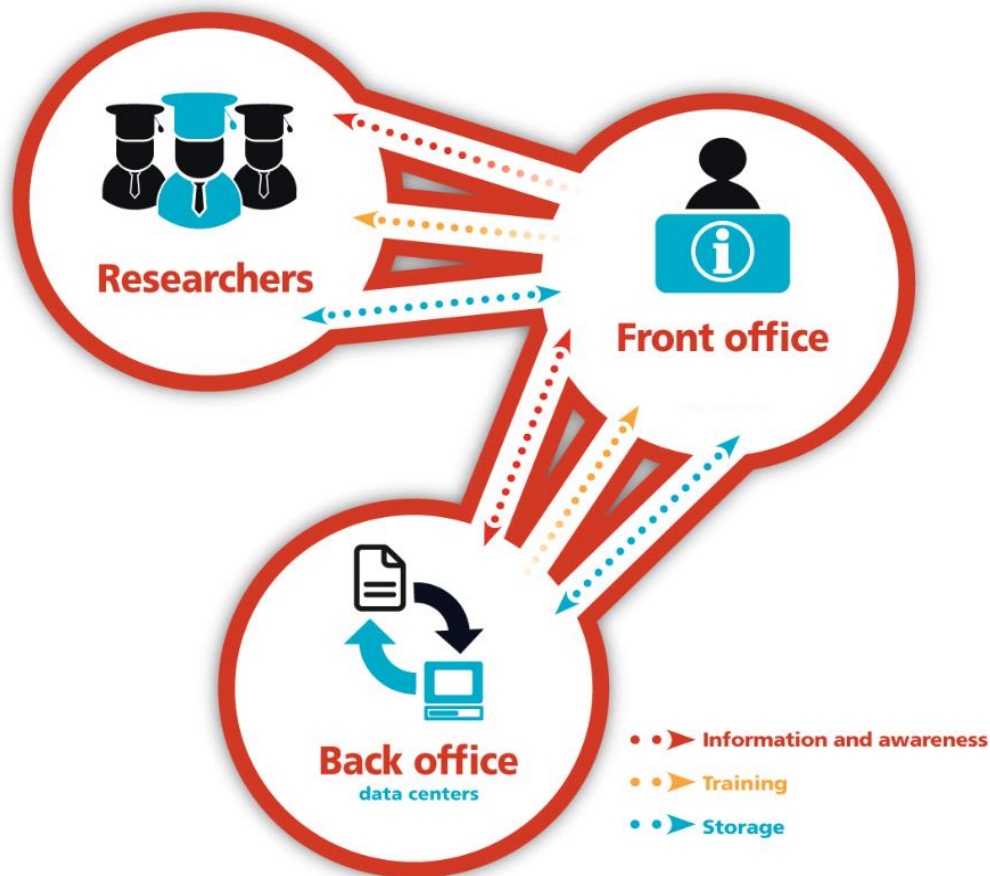 Researchers
Front office
Back office
data centers
Information and awareness
Training
Storage